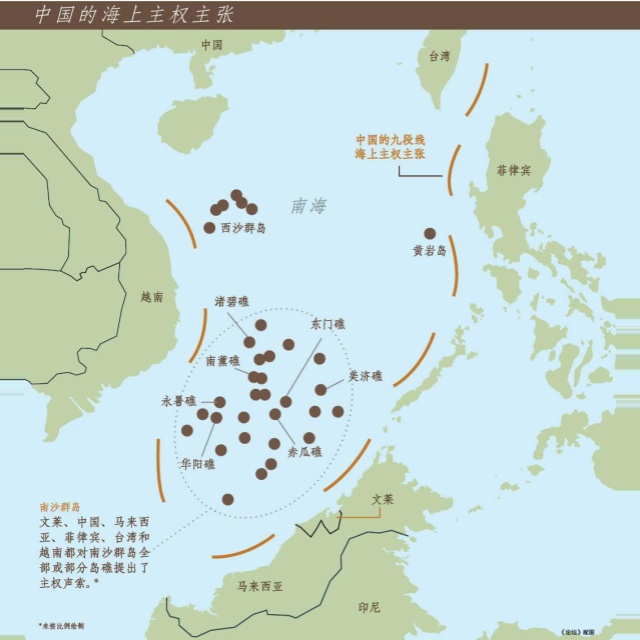 中国的海上主权主张
中国
台湾
中国的九段线
海上主权主张
菲律宾
南海
西沙群岛
黄岩岛
越南
渚碧礁
东门礁
南薰礁
美济礁
永暑礁
赤瓜礁
华阳礁
文莱
南沙群岛
文莱、中国、马来西
亚、菲律宾、台湾和
越南都对南沙群岛全
部或部分岛礁提出了
主权声索。*
马来西亚
印尼
*未按比例绘制
《论坛》配图